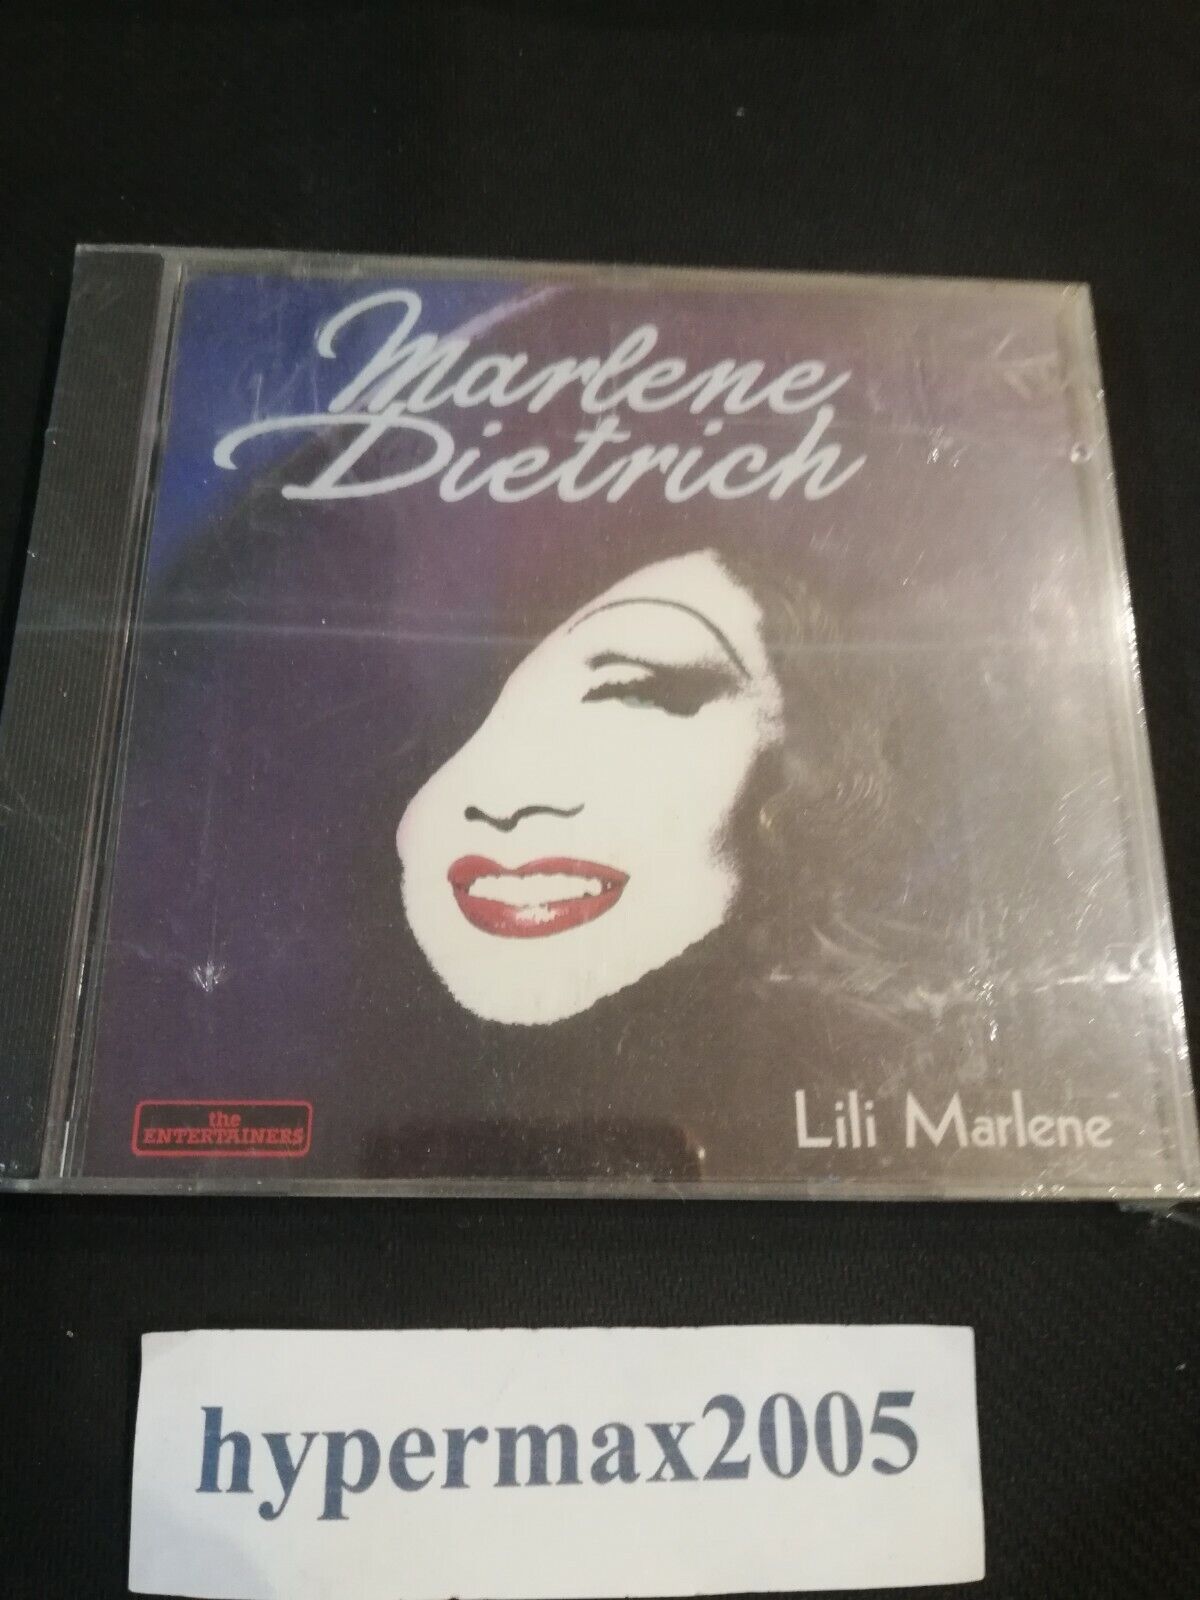 Marlene
Dietrich
the
ENTERTAINERS
Lili Marlene
hypermax2005